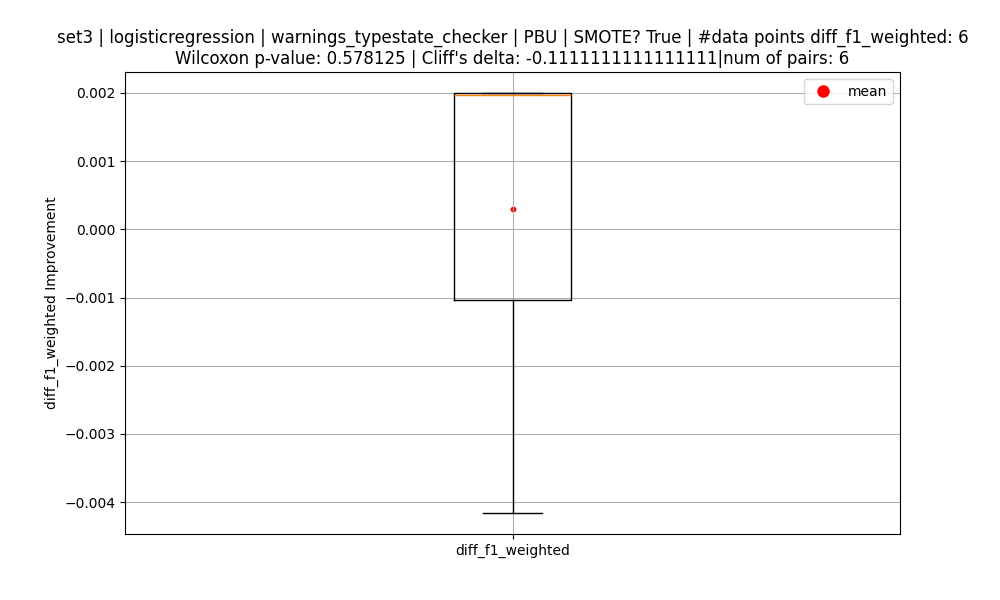 set3 | logisticregression | warnings_typestate_checker | PBU | SMOTE? True | #data points diff_f1_weighted: 6
Wilcoxon p-value: 0.578125 | Cliff's delta: -0.1111111111111111|num of pairs: 6
mean
0.002
0.001
0.000
−0.001
−0.002
−0.003
−0.004
diff_f1_weighted Improvement
diff_f1_weighted